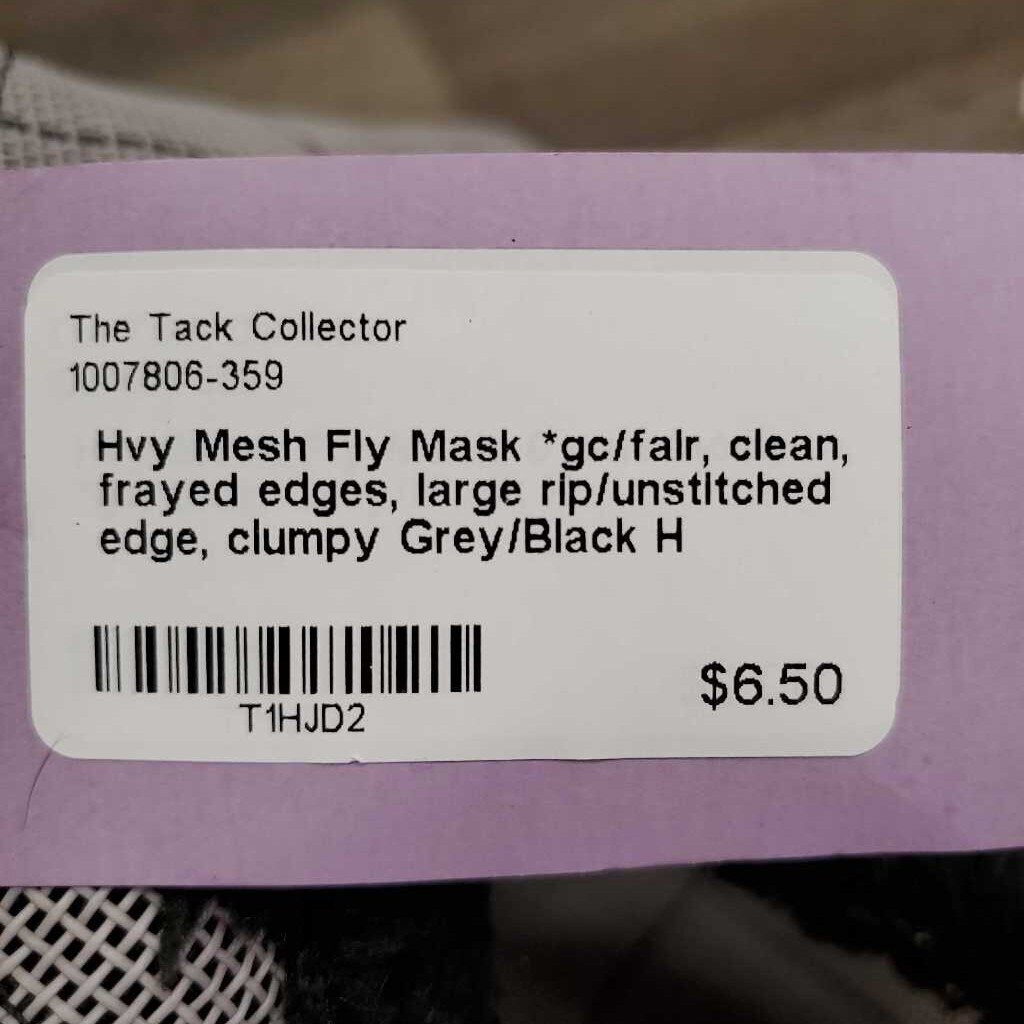 The Tack Collector
1007806-359
Hvy Mesh Fly Mask *gc/fair, clean,
frayed edges, large rip/unstitched
edge, clumpy Grey/Black H
T1HJD2
$6.50